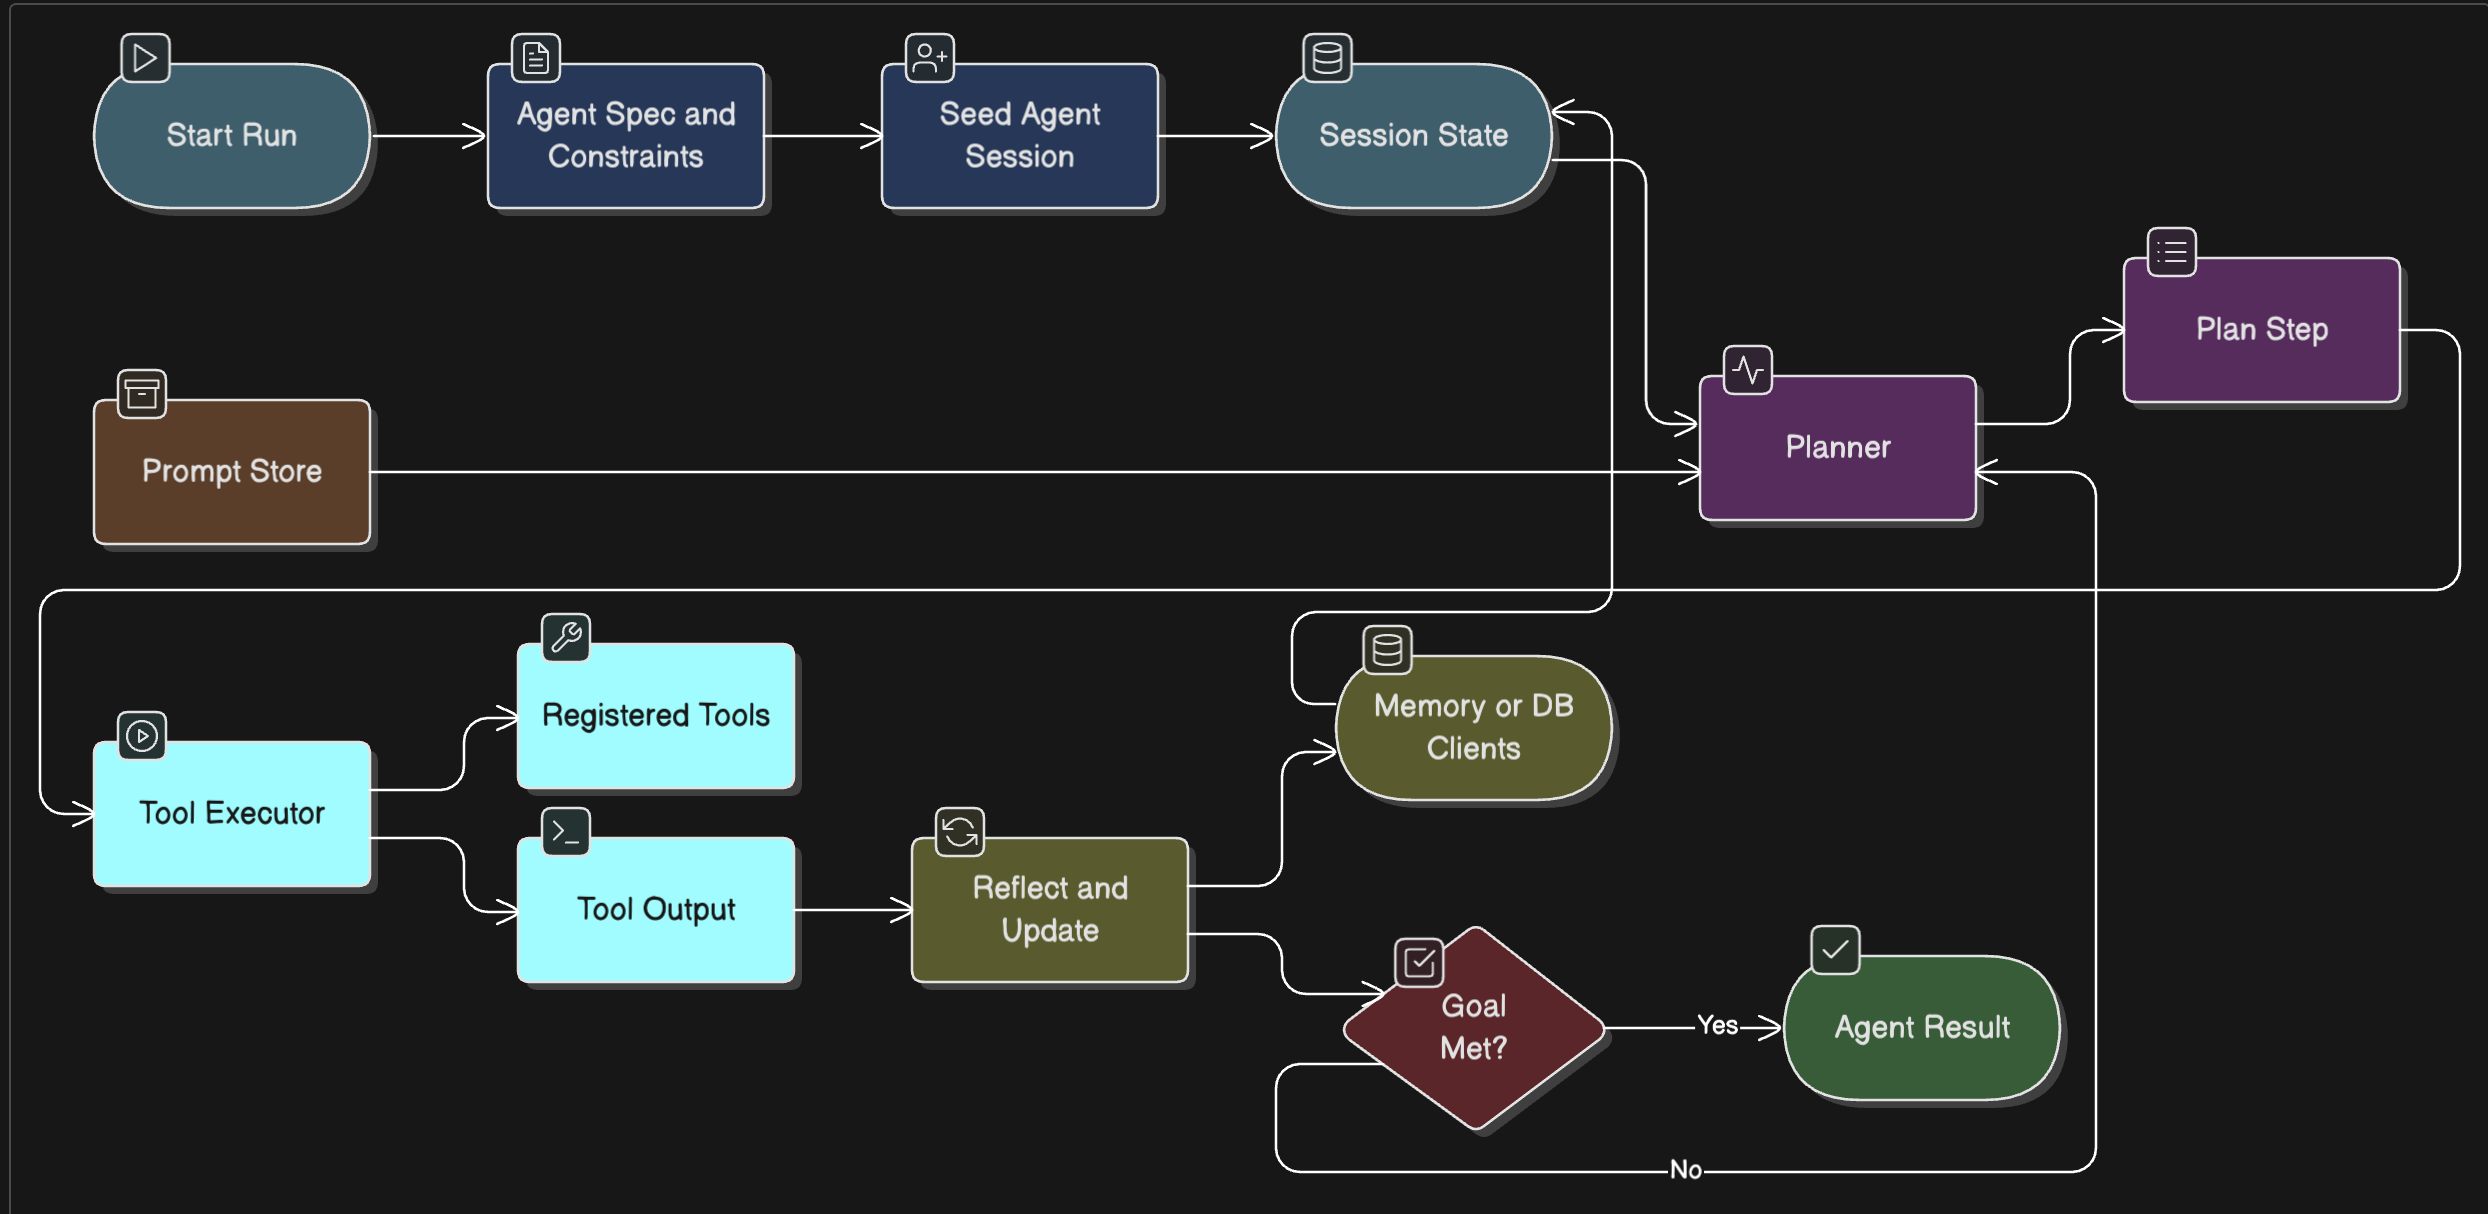 Start Run
Agent Spec and
Constraints
Seed Agent
Session
Session State
Plan Step
Planner
Prompt Store
Registered Tools
Memory or DB
Clients
Tool Executor
Tool Output
Reflect and
Update
Goal
Met?
Yes
Agent Result
No